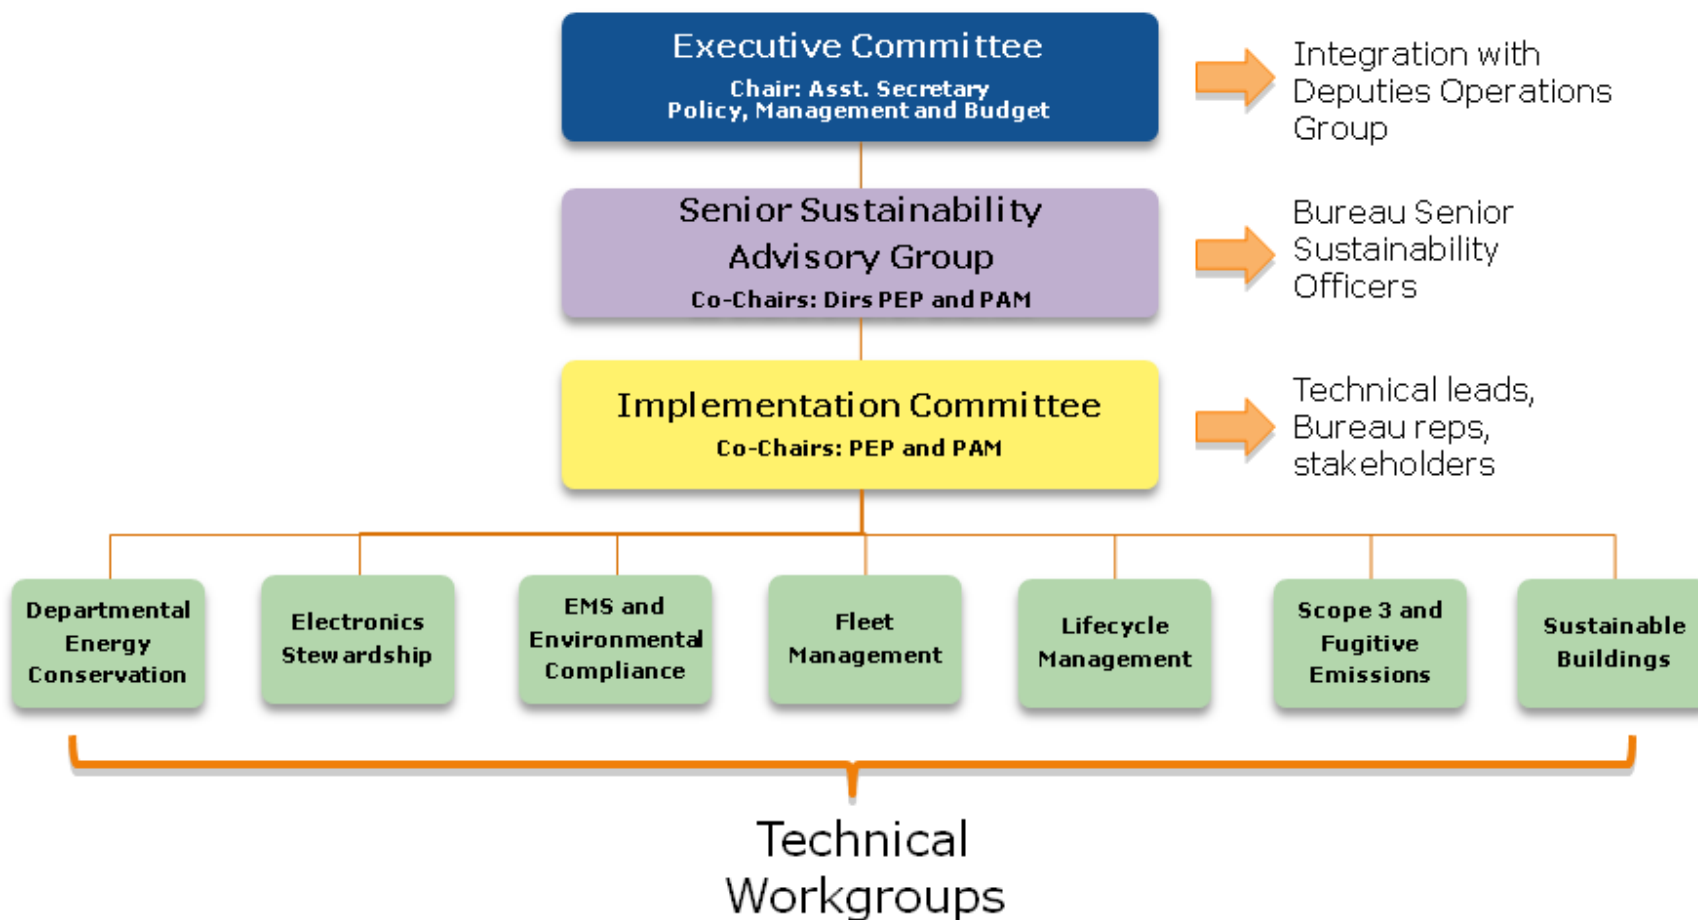 Executive Committee
Chair: Asst. Secretary
Policy, Management and Budget
Integration with
Deputies Operations
Group
Senior Sustainability
Advisory Group
Co-Chairs: Dirs PEP and PAM
Bureau Senior
Sustainability
Officers
Implementation Committee
Co-Chairs: PEP and PAM
Technical leads,
Bureau reps,
stakeholders
Departmental
Energy
Conservation
Electronics
Stewardship
EMS and
Environmental
Compliance
Fleet
Management
Lifecycle
Management
Scope 3 and
Fugitive
Emissions
Sustainable
Buildings
Technical
Workgroups